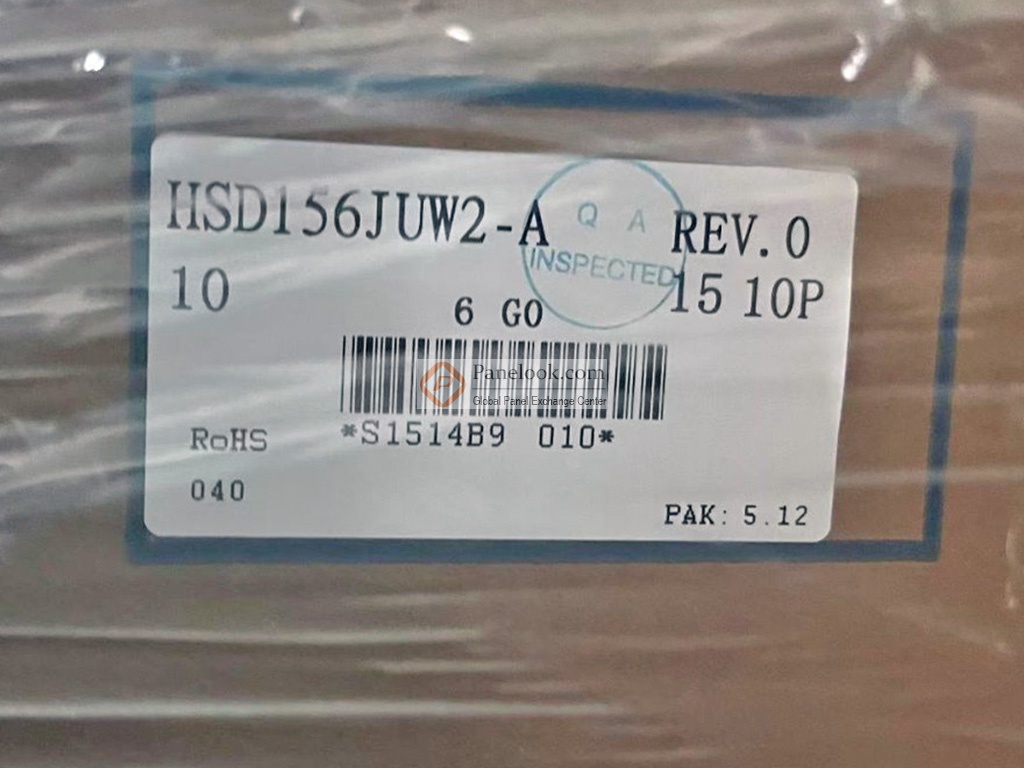 HSD156JUW2-A REV.0
Q A
INSPECTED
10 15 10P
6 GO
Panelook.com
Global Panel Exchange Center
*S1514B9 010*
RoHS
040
PAK: 5.12